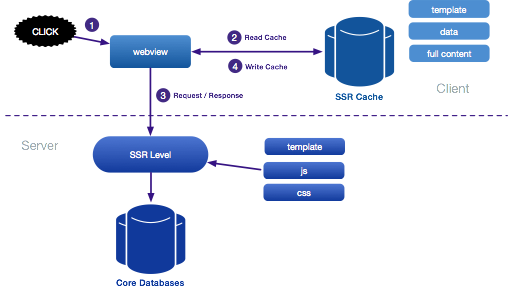 CLICK
1
webview
2 Read Cache
4 Write Cache
SSR Cache
template
data
full content
Client
3 Request / Response
Server
SSR Level
template
js
css
Core Databases